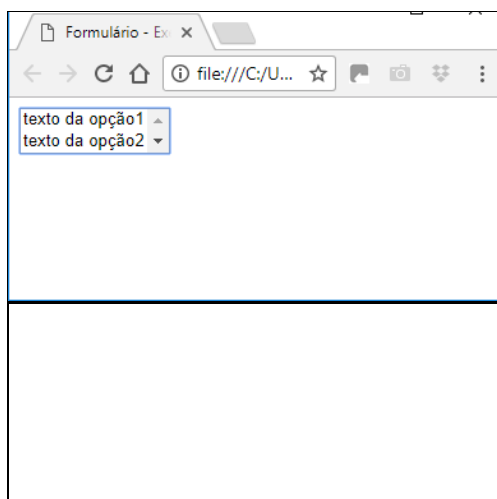 Formulário - Ex
file:///C:/U...
texto da opção1
texto da opção2